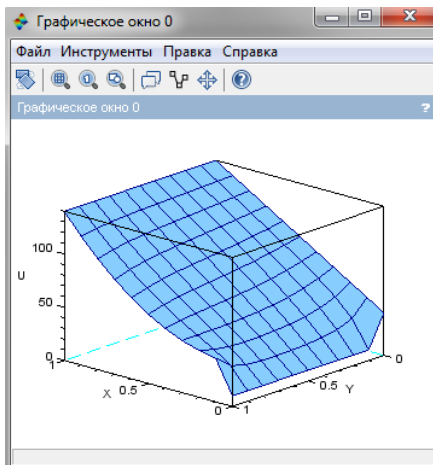 Графическое окно 0
Файл Инструменты Правка Справка
Графическое окно 0 ?
100
50
0
U
1
X 0.5
0
1
0.5 Y
0